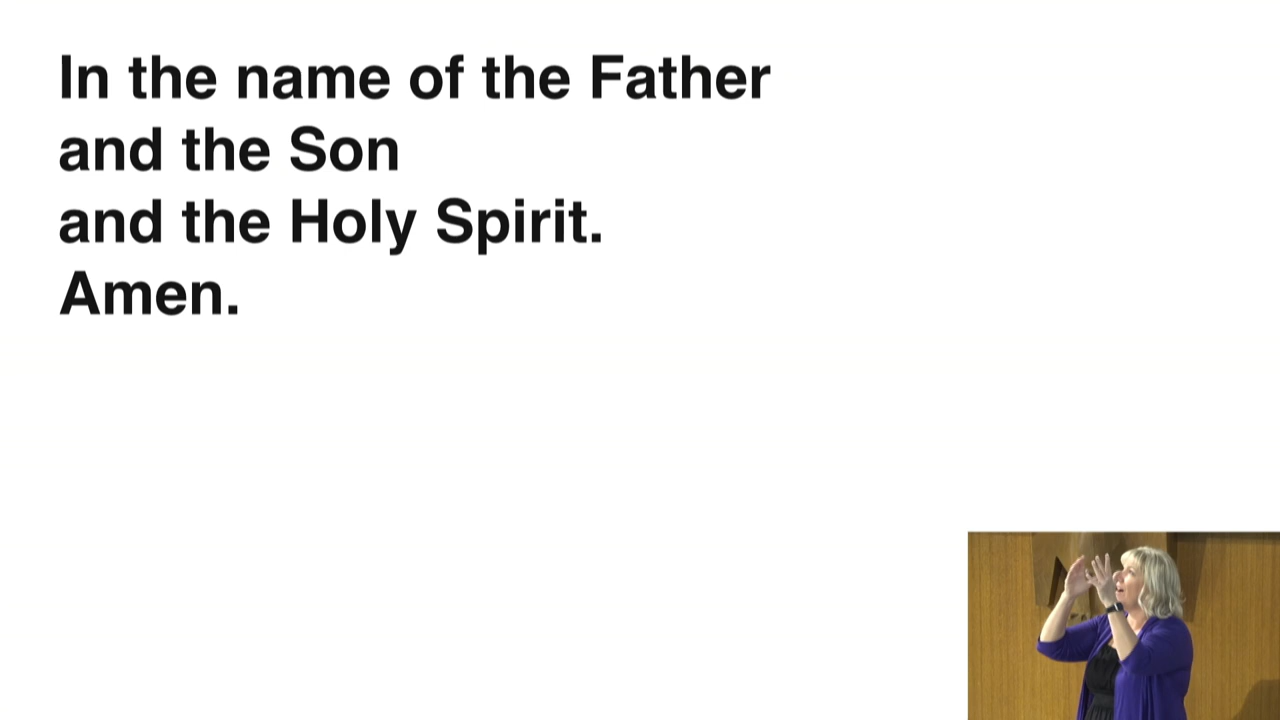 In the name of the Father
and the Son
and the Holy Spirit.
Amen.